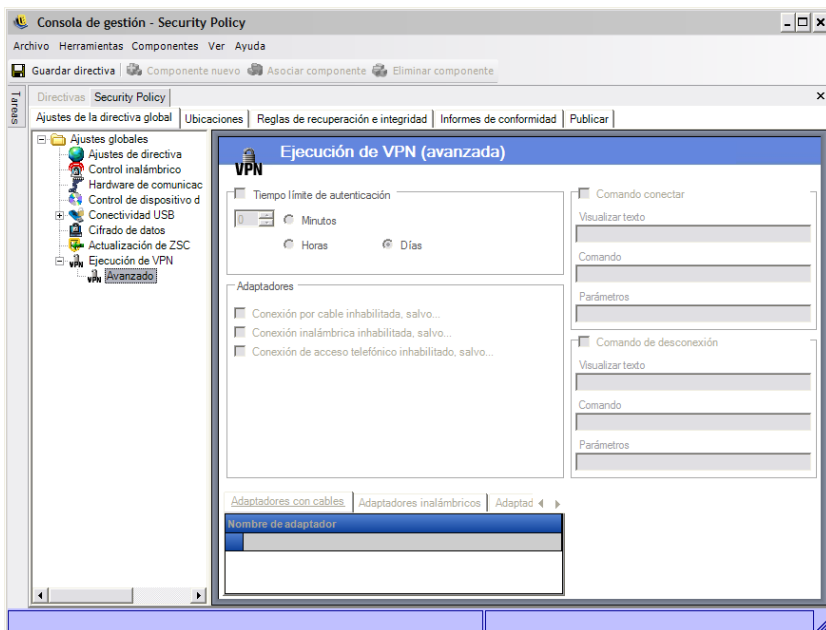 Consola de gestión - Security Policy
Archivo Herramientas Componentes Ver Ayuda
Guardar directiva Componente nuevo Asociar componente Eliminar componente
Tareas
Directivas Security Policy
Ajustes de la directiva global Ubicaciones Reglas de recuperación e integridad Informes de conformidad Publicar
Ajustes globales
Ajustes de directiva
Control inalámbrico
Hardware de comunicac
Control de dispositivo d
Conectividad USB
Cifrado de datos
Actualización de ZSC
Ejecución de VPN
Avanzado
VPN
Ejecución de VPN (avanzada)
Tiempo límite de autenticación
0 Minutos
Horas Días
Adaptadores
Conexión por cable inhabilitada, salvo...
Conexión inalámbrica inhabilitada, salvo...
Conexión de acceso telefónico inhabilitado, salvo...
Adaptadores con cables Adaptadores inalámbricos Adaptad
Nombre de adaptador
Comando conectar
Visualizar texto
Comando
Parámetros
Comando de desconexión
Visualizar texto
Comando
Parámetros